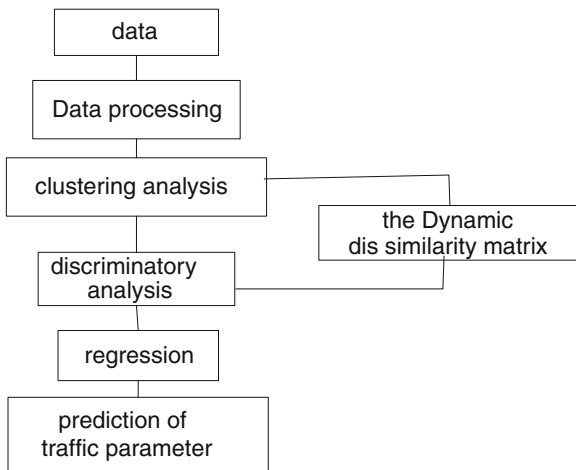 data
Data processing
clustering analysis
the Dynamic
dis similarity matrix
discriminatory
analysis
regression
prediction of
traffic parameter